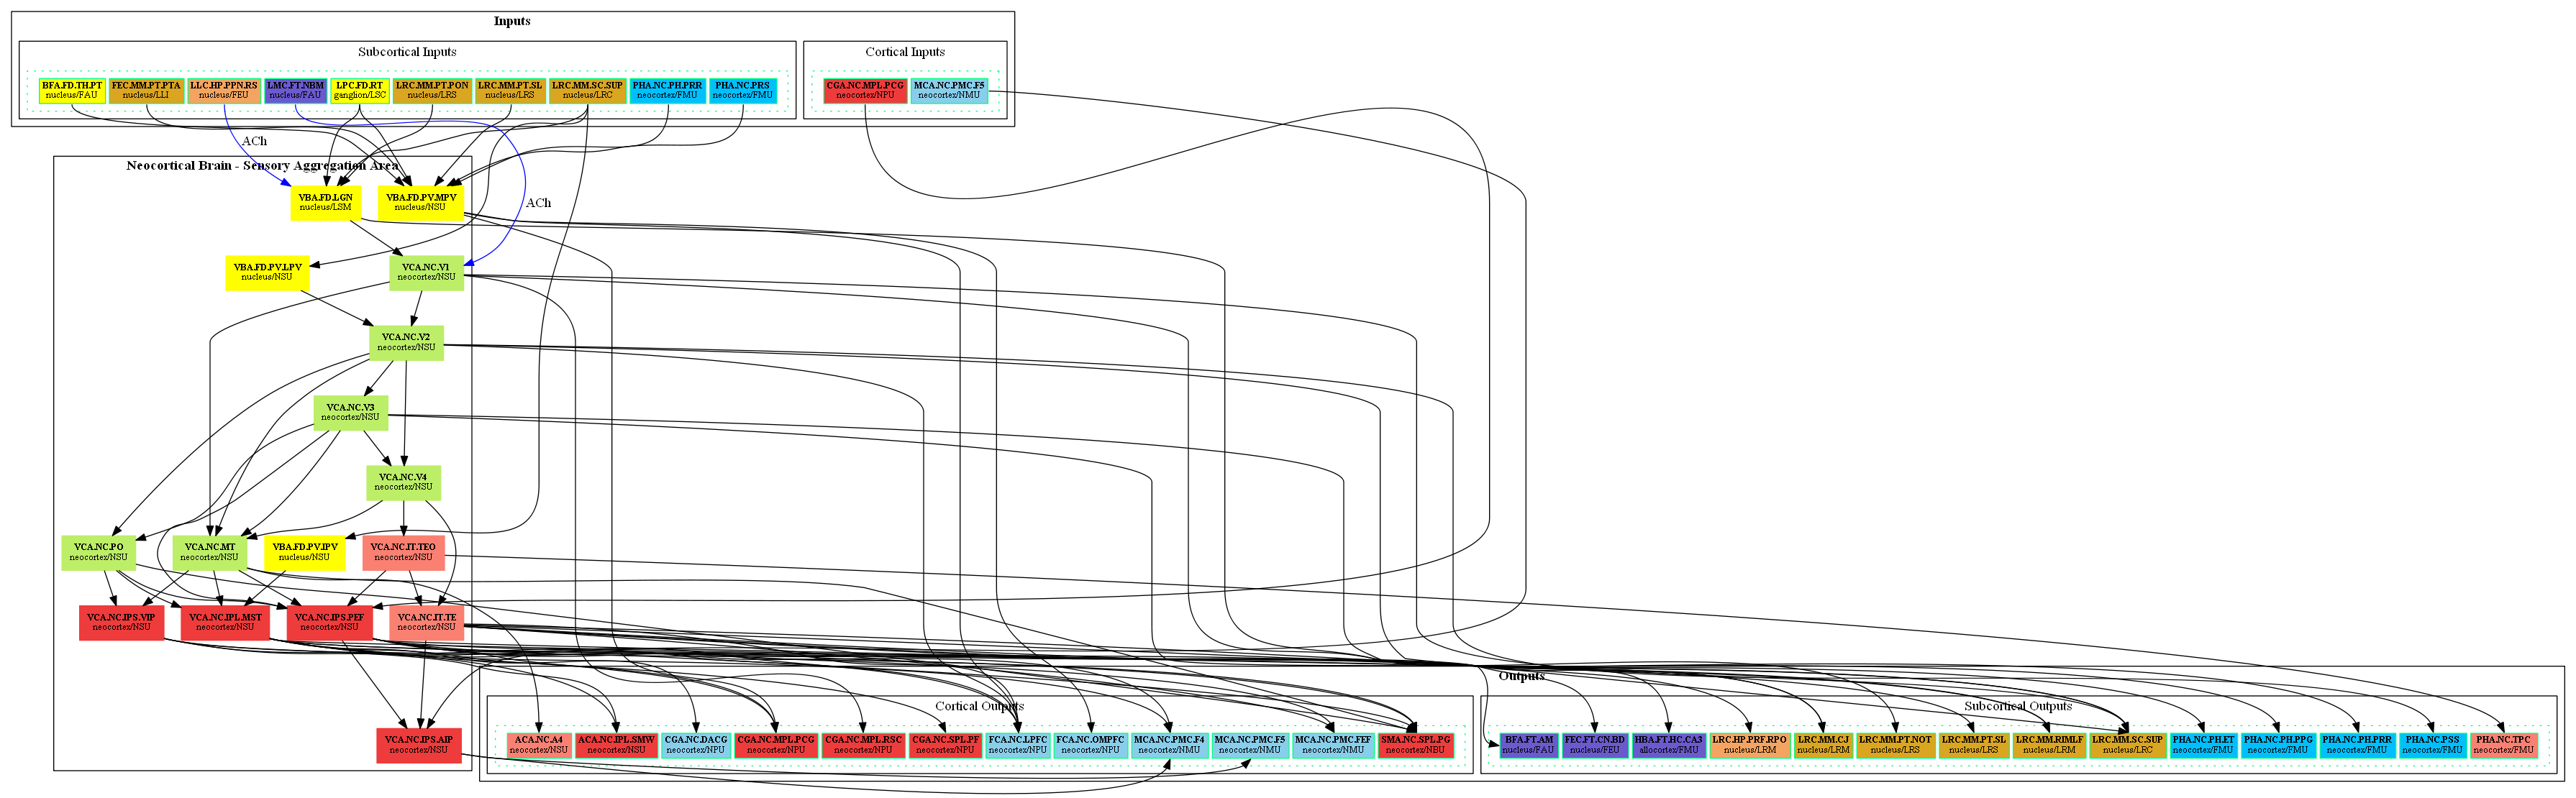 Inputs
Subcortical Inputs
Cortical Inputs
BFA.FD.TH.PT
nucleus/FAU
FEC.MM.PT.PTA
nucleus/LLI
LLC.HP.PPN.RS
nucleus/FEU
LMC.FT.NBM
nucleus/FAU
LPC.FD.RT
ganglion/LSC
LRC.MM.PT.PON
nucleus/LRS
LRC.MM.PT.SL
nucleus/LRS
LRC.MM.SC.SUP
nucleus/LRC
PHA.NC.PH.PRR
neocortex/FMU
PHA.NC.PRS
neocortex/FMU
CGA.NC.MPL.PCG
neocortex/NPU
MCA.NC.PMC.F5
neocortex/NMU
ACh
Neocortical Brain - Sensory Aggregation Area
VBA.FD.LGN
nucleus/LSM
VBA.FD.PV.MPV
nucleus/NSU
ACh
VBA.FD.PV.LPV
nucleus/NSU
VCA.NC.V1
neocortex/NSU
VCA.NC.V2
neocortex/NSU
VCA.NC.V3
neocortex/NSU
VCA.NC.V4
neocortex/NSU
VCA.NC.PO
neocortex/NSU
VCA.NC.MT
neocortex/NSU
VBA.FD.PV.IPV
nucleus/NSU
VCA.NC.IT.TEO
neocortex/NSU
VCA.NC.IPS.VIP
neocortex/NSU
VCA.NC.IPL.MST
neocortex/NSU
VCA.NC.IPS.PEF
neocortex/NSU
VCA.NC.IT.TE
neocortex/NSU
VCA.NC.IPS.AIP
neocortex/NSU
Outputs
Cortical Outputs
Subcortical Outputs
ACA.NC.A4
neocortex/NSU
ACA.NC.IPL.SMW
neocortex/NSU
CGA.NC.DACG
neocortex/NPU
CGA.NC.MPL.PCG
neocortex/NPU
CGA.NC.MPL.RSC
neocortex/NPU
CGA.NC.SPL.PF
neocortex/NPU
FCA.NC.LPFC
neocortex/NPU
FCA.NC.OMPFC
neocortex/NPU
MCA.NC.PMC.F4
neocortex/NMU
MCA.NC.PMC.F5
neocortex/NMU
MCA.NC.PMC.FEF
neocortex/NMU
SMA.NC.SPL.PG
neocortex/NBU
BFA.FT.AM
nucleus/FAU
FEC.FT.CN.BD
nucleus/FEU
HBA.FT.HC.CA3
allocortex/FMU
LRC.HP.PRF.RPO
nucleus/LRM
LRC.MM.CJ
nucleus/LRM
LRC.MM.PT.NOT
nucleus/LRS
LRC.MM.PT.SL
nucleus/LRS
LRC.MM.RIMLF
nucleus/LRM
LRC.MM.SC.SUP
nucleus/LRC
PHA.NC.PH.ET
neocortex/FMU
PHA.NC.PH.PPG
neocortex/FMU
PHA.NC.PH.PRR
neocortex/FMU
PHA.NC.PSS
neocortex/FMU
PHA.NC.TPC
neocortex/FMU